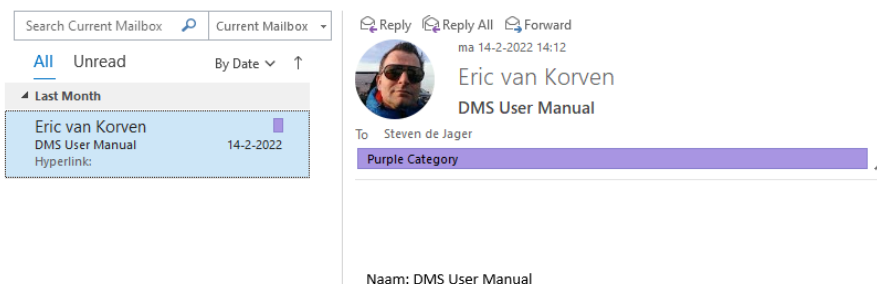 Search Current Mailbox Current Mailbox
All Unread By Date
Last Month
Eric van Korven
DMS User Manual 14-2-2022
Hyperlink:
Reply Reply All Forward
ma 14-2-2022 14:12
Eric van Korven
DMS User Manual
To Steven de Jager
Purple Category
Naam: DMS User Manual